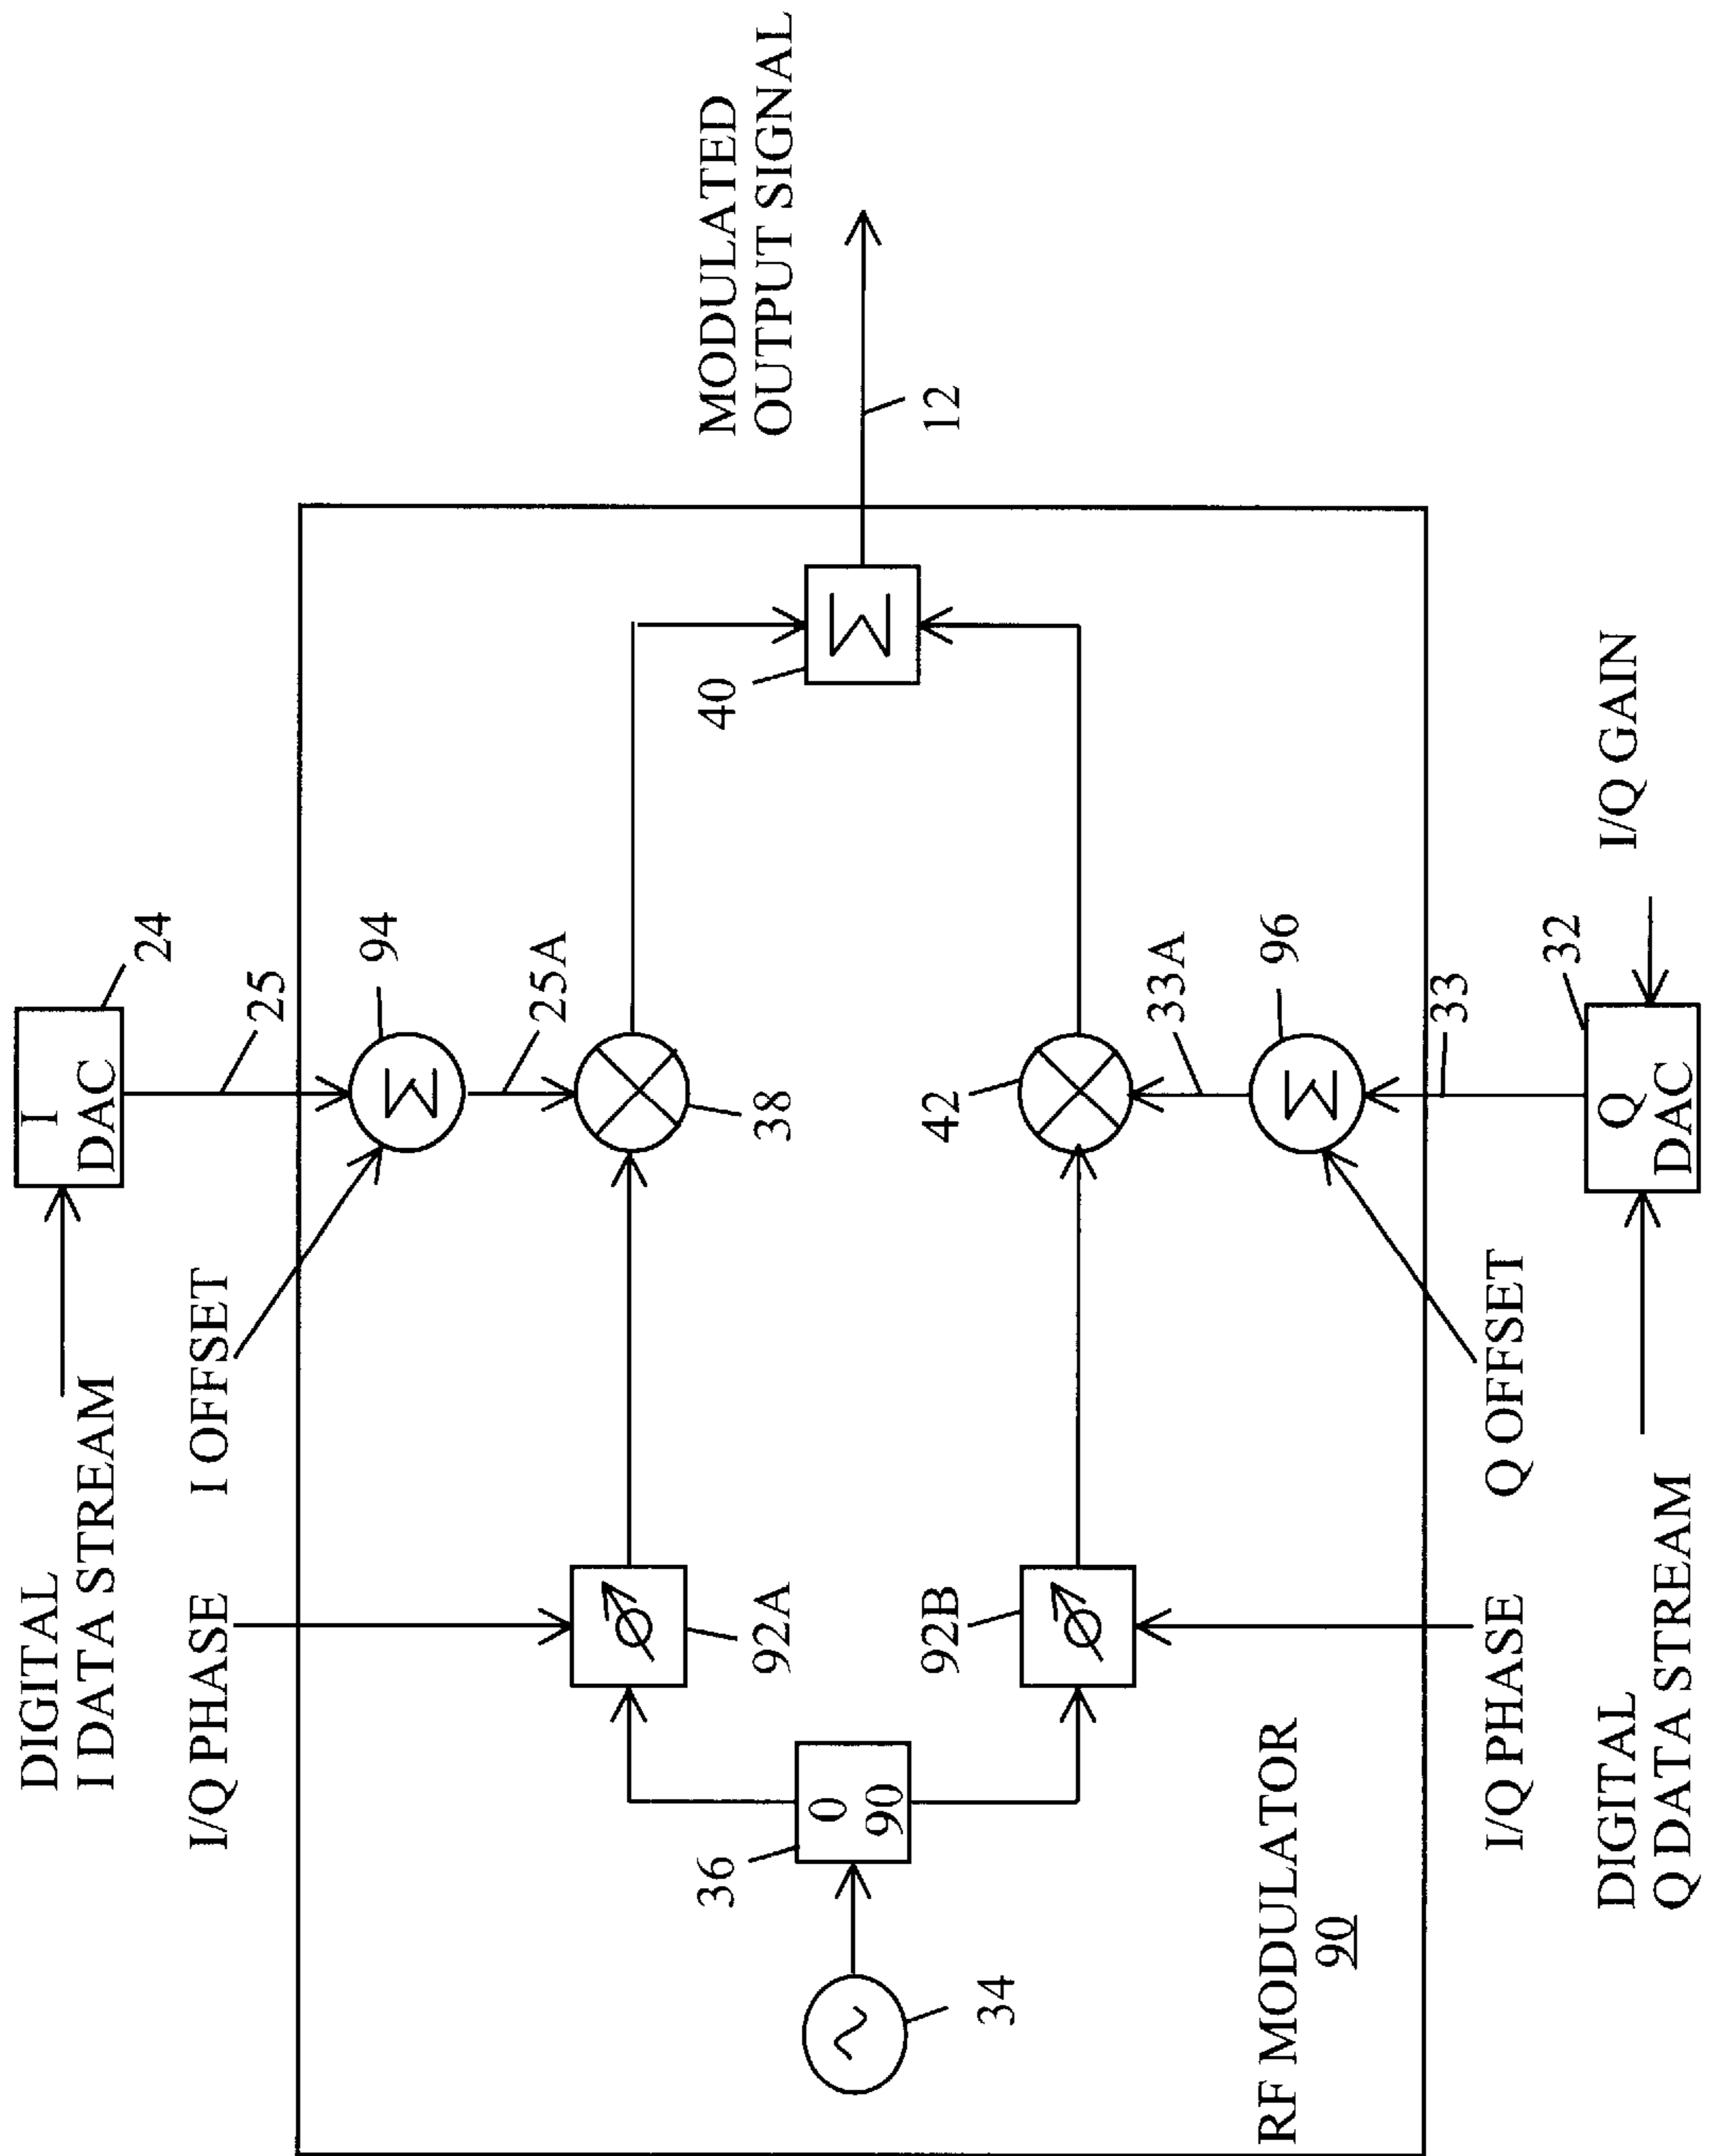 DIGITAL
I DATA STREAM
I
DAC
24
I/Q PHASE
I OFFSET
25
94
25A
38
92A
MODULATED
OUTPUT SIGNAL
40
12
36
0
90
34
92B
42
33A
96
33
RF MODULATOR
90
I/Q PHASE
Q OFFSET
32
I/Q GAIN
DIGITAL
Q DATA STREAM
Q
DAC
Σ
Σ
Σ
~
Ø
Ø